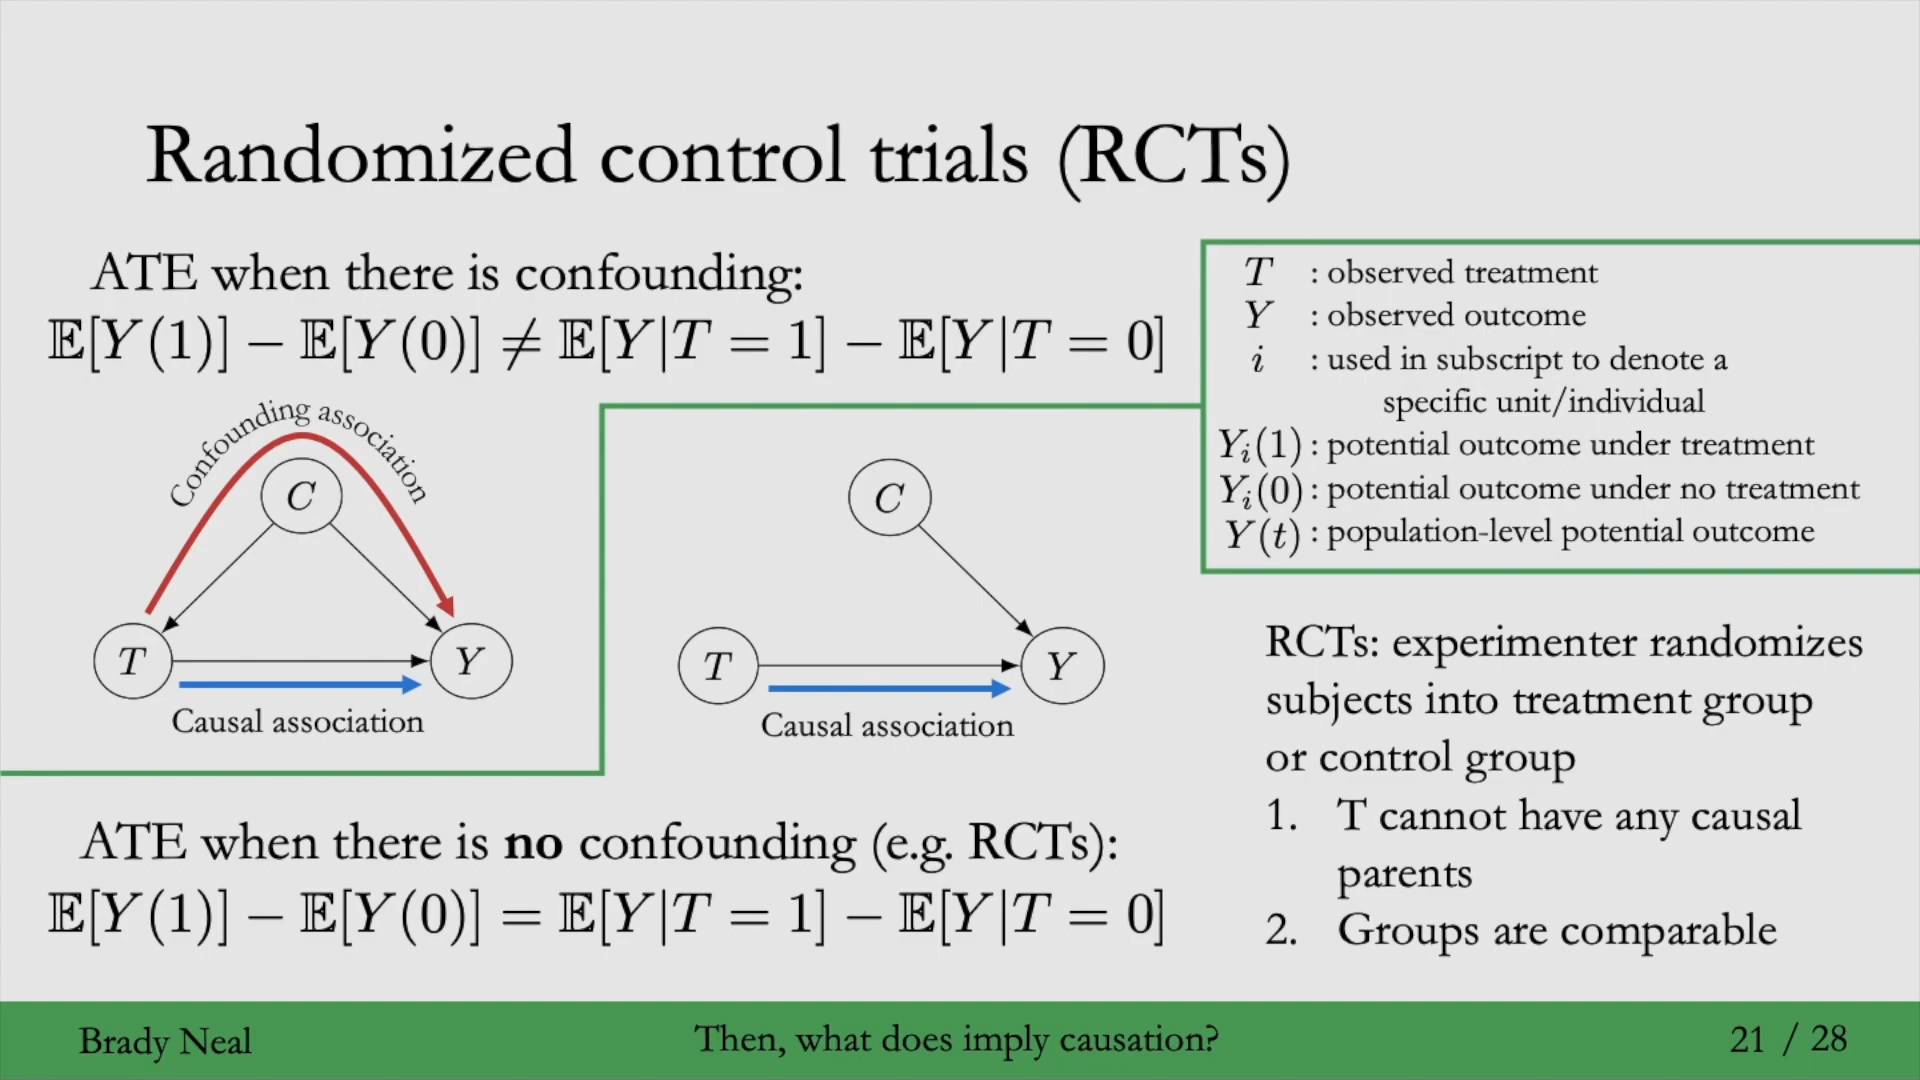 Randomized control trials (RCTs)
ATE when there is confounding:
𝔼[Y(1)] − 𝔼[Y(0)] ≠ 𝔼[Y|T = 1] − 𝔼[Y|T = 0]
Confounding association
C
T
Y
Causal association
C
T
Y
Causal association
ATE when there is no confounding (e.g. RCTs):
𝔼[Y(1)] − 𝔼[Y(0)] = 𝔼[Y|T = 1] − 𝔼[Y|T = 0]
T : observed treatment
Y : observed outcome
i : used in subscript to denote a
specific unit/individual
Yᵢ(1) : potential outcome under treatment
Yᵢ(0) : potential outcome under no treatment
Y(t) : population-level potential outcome
RCTs: experimenter randomizes
subjects into treatment group
or control group
1. T cannot have any causal
parents
2. Groups are comparable
Brady Neal
Then, what does imply causation?
21 / 28